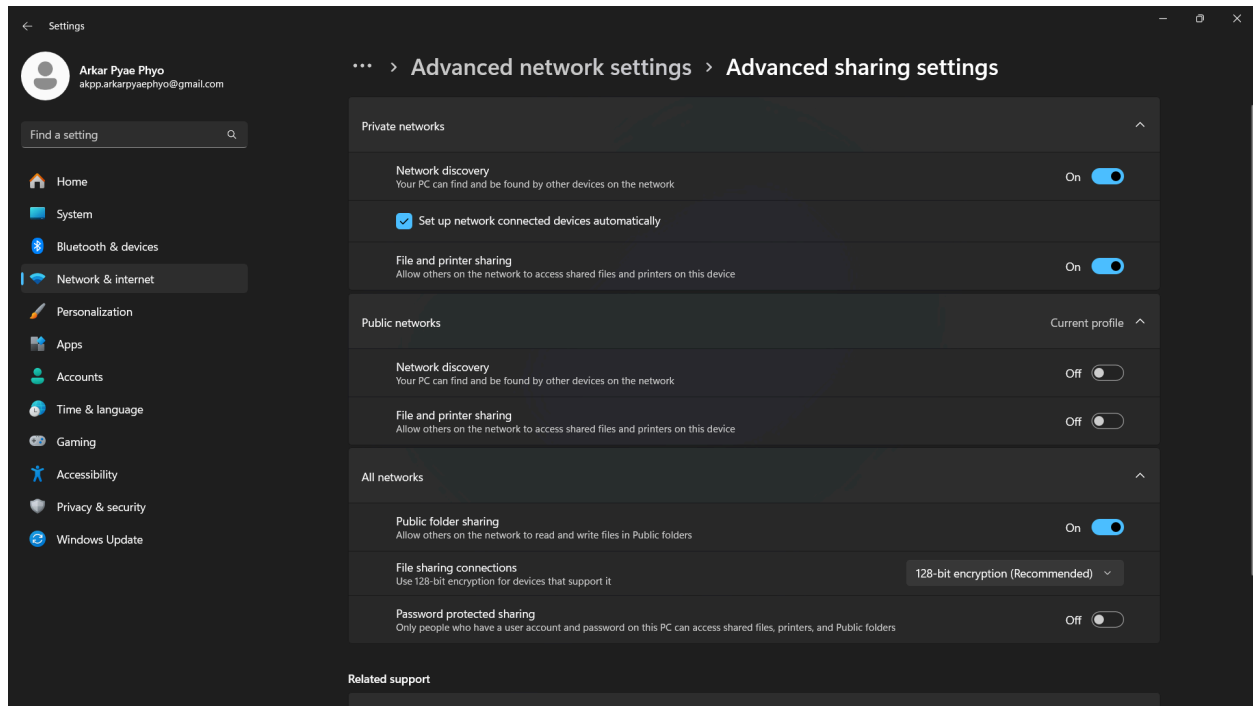 Settings
Arkar Pyae Phyo
akpp.arkarpyaephyo@gmail.com
Find a setting
Home
System
Bluetooth & devices
Network & internet
Personalization
Apps
Accounts
Time & language
Gaming
Accessibility
Privacy & security
Windows Update
… > Advanced network settings > Advanced sharing settings
Private networks
Network discovery
Your PC can find and be found by other devices on the network
On
Set up network connected devices automatically
File and printer sharing
Allow others on the network to access shared files and printers on this device
On
Public networks
Current profile
Network discovery
Your PC can find and be found by other devices on the network
Off
File and printer sharing
Allow others on the network to access shared files and printers on this device
Off
All networks
Public folder sharing
Allow others on the network to read and write files in Public folders
On
File sharing connections
Use 128-bit encryption for devices that support it
128-bit encryption (Recommended)
Password protected sharing
Only people who have a user account and password on this PC can access shared files, printers, and Public folders
Off
Related support